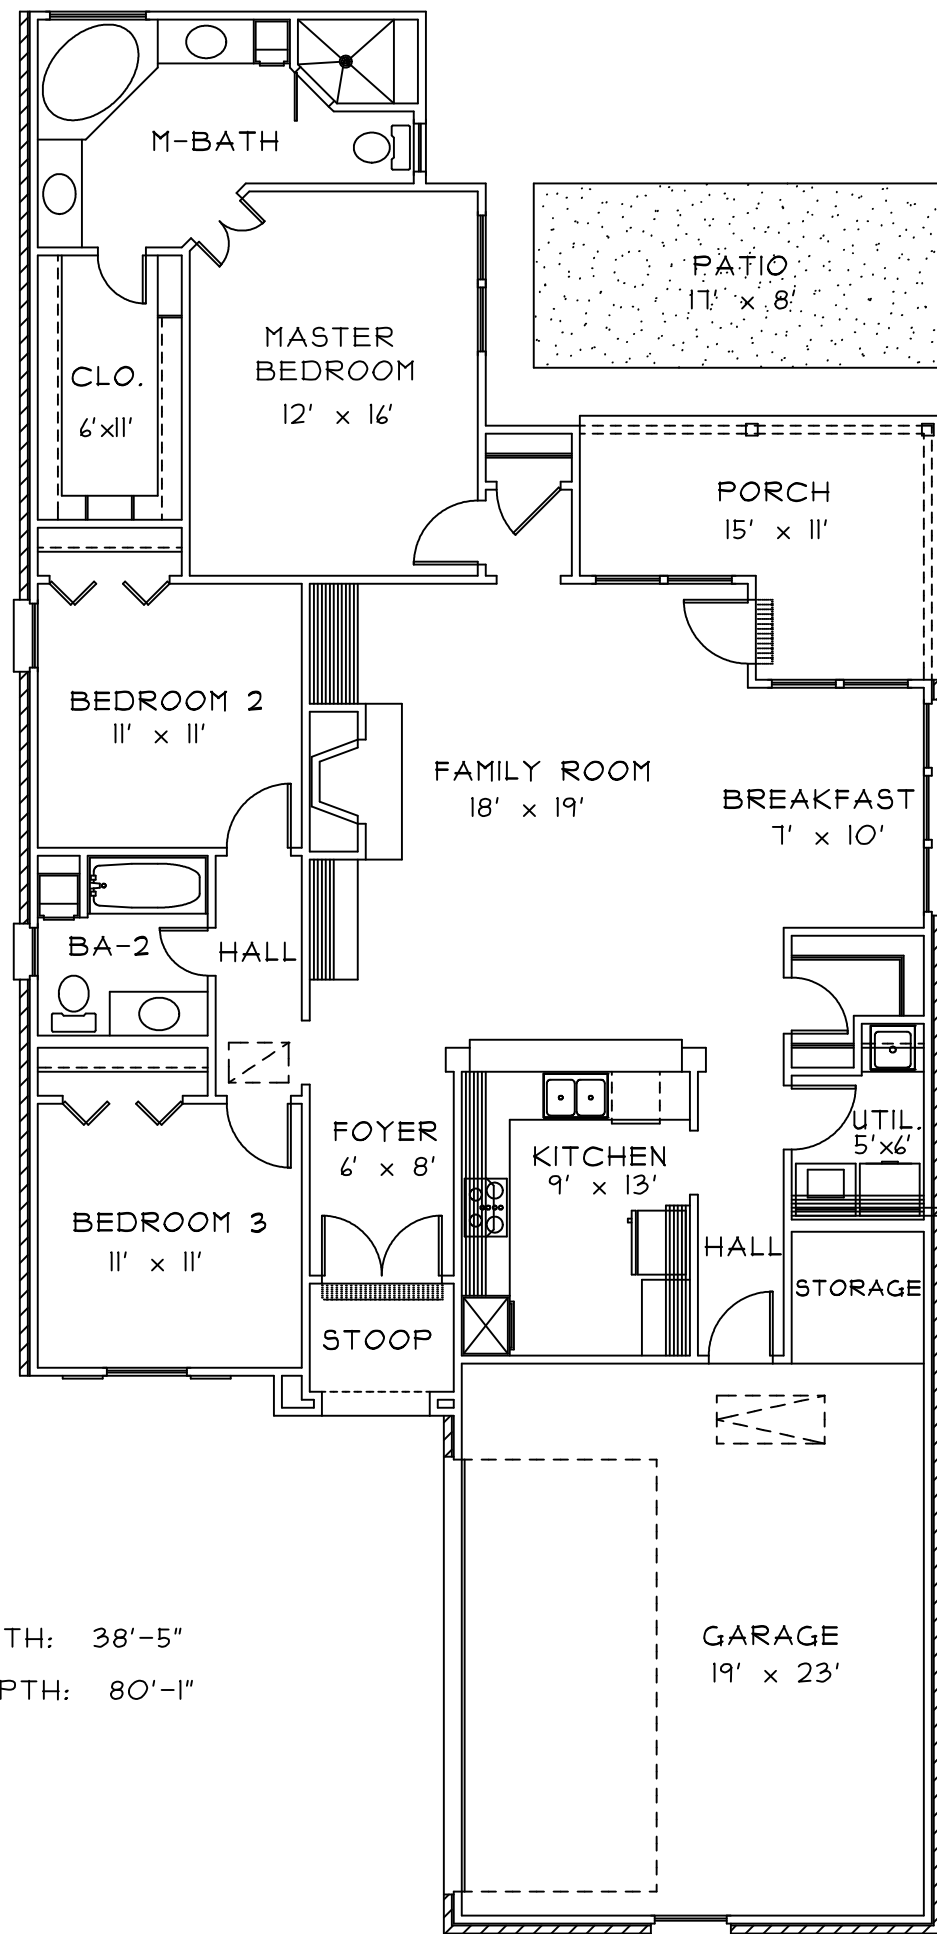 M-BATH
PATIO
17' x 8'
MASTER
BEDROOM
12' x 16'
CLO.
6'x11'
PORCH
15' x 11'
BEDROOM 2
11' x 11'
FAMILY ROOM
18' x 19'
BREAKFAST
7' x 10'
BA-2
HALL
FOYER
6' x 8'
KITCHEN
9' x 13'
UTIL.
5'x6'
BEDROOM 3
11' x 11'
HALL
STORAGE
STOOP
GARAGE
19' x 23'
TH: 38'-5"
PTH: 80'-1"